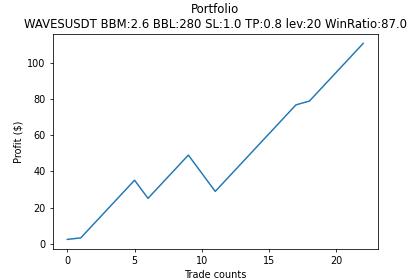 Portfolio
WAVESUSDT BBM:2.6 BBL:280 SL:1.0 TP:0.8 lev:20 WinRatio:87.0
100
80
60
40
20
0
Profit ($)
0 5 10 15 20
Trade counts